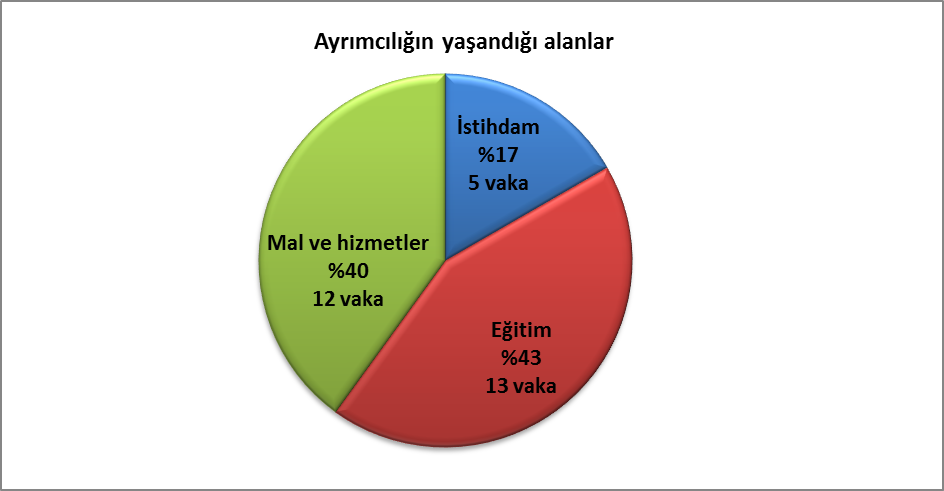 Ayrımcılığın yaşandığı alanlar
İstihdam
%17
5 vaka
Mal ve hizmetler
%40
12 vaka
Eğitim
%43
13 vaka